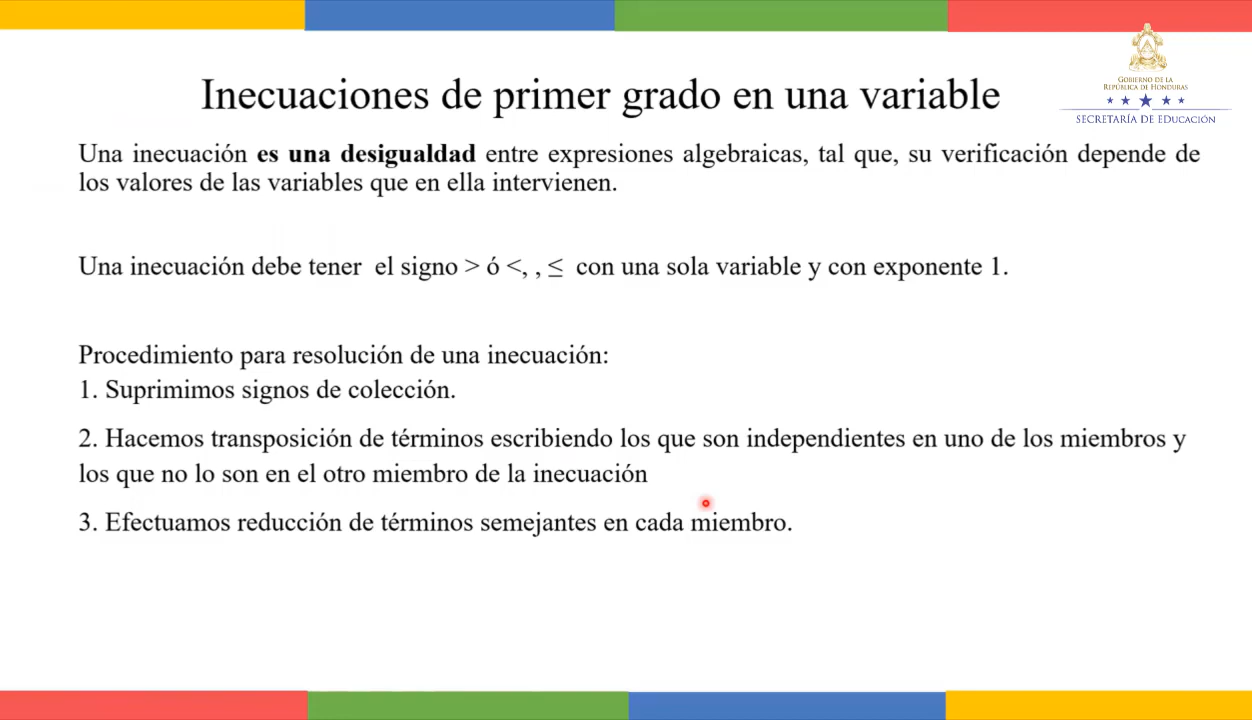 GOBIERNO DE LA
REPÚBLICA DE HONDURAS
SECRETARÍA DE EDUCACIÓN
Inecuaciones de primer grado en una variable
Una inecuación es una desigualdad entre expresiones algebraicas, tal que, su verificación depende de
los valores de las variables que en ella intervienen.
Una inecuación debe tener el signo > ó <, , ≤ con una sola variable y con exponente 1.
Procedimiento para resolución de una inecuación:
1. Suprimimos signos de colección.
2. Hacemos transposición de términos escribiendo los que son independientes en uno de los miembros y
los que no lo son en el otro miembro de la inecuación
3. Efectuamos reducción de términos semejantes en cada miembro.